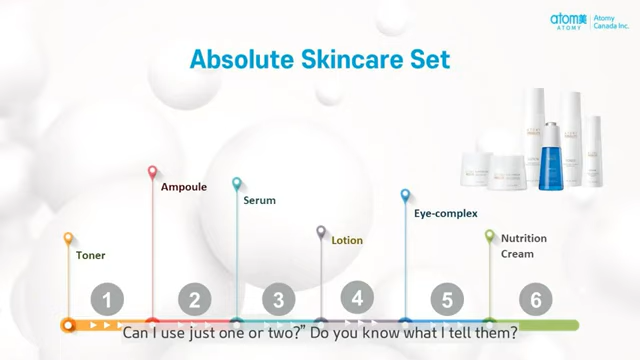 atom美
ATOMY
Atomy
Canada Inc.
Absolute Skincare Set
Toner
Ampoule
Serum
Lotion
Eye-complex
Nutrition
Cream
1
2
3
4
5
6
Can I use just one or two?" Do you know what I tell them?